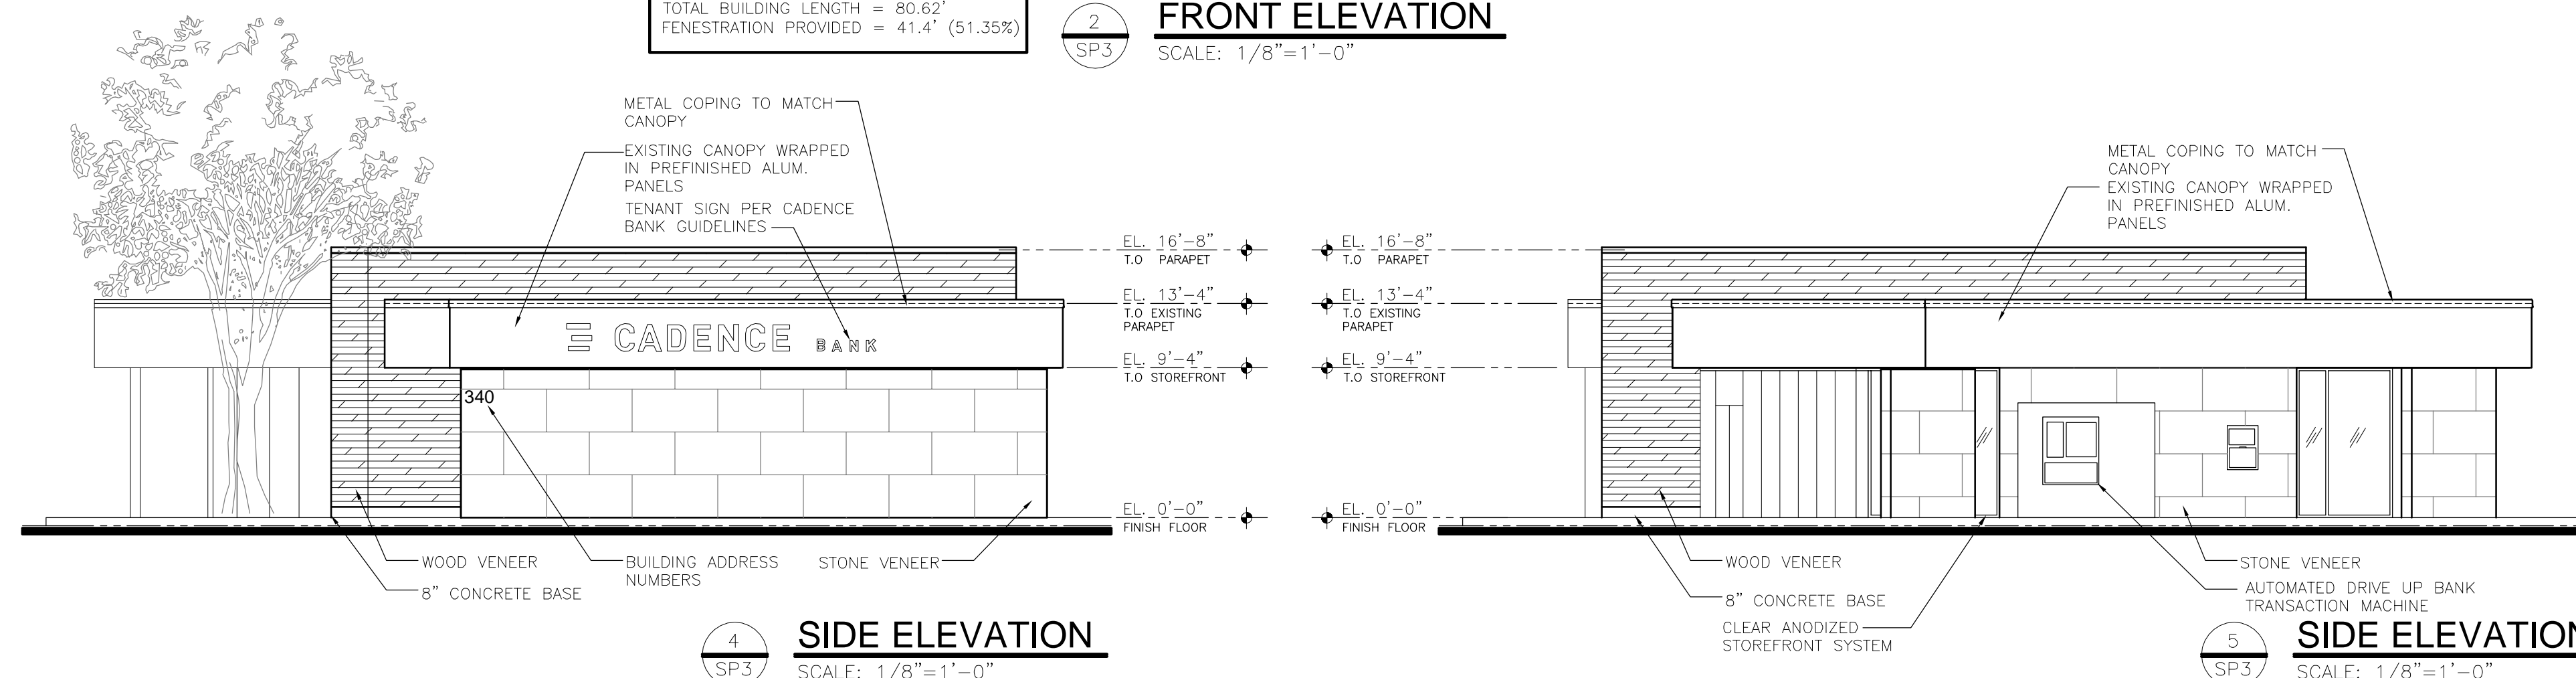 TOTAL BUILDING LENGTH = 80.62'
FENESTRATION PROVIDED = 41.4' (51.35%)
2
SP3
FRONT ELEVATION
SCALE: 1/8"=1'-0"
METAL COPING TO MATCH
CANOPY
EXISTING CANOPY WRAPPED
IN PREFINISHED ALUM.
PANELS
TENANT SIGN PER CADENCE
BANK GUIDELINES
CADENCE BANK
340
EL. 16'-8"
T.O PARAPET
EL. 13'-4"
T.O EXISTING
PARAPET
EL. 9'-4"
T.O STOREFRONT
EL. 0'-0"
FINISH FLOOR
WOOD VENEER
8" CONCRETE BASE
BUILDING ADDRESS
NUMBERS
STONE VENEER
4
SP3
SIDE ELEVATION
SCALE: 1/8"=1'-0"
EL. 16'-8"
T.O PARAPET
EL. 13'-4"
T.O EXISTING
PARAPET
EL. 9'-4"
T.O STOREFRONT
EL. 0'-0"
FINISH FLOOR
METAL COPING TO MATCH
CANOPY
EXISTING CANOPY WRAPPED
IN PREFINISHED ALUM.
PANELS
WOOD VENEER
8" CONCRETE BASE
CLEAR ANODIZED
STOREFRONT SYSTEM
STONE VENEER
AUTOMATED DRIVE UP BANK
TRANSACTION MACHINE
5
SP3
SIDE ELEVATION
SCALE: 1/8"=1'-0"